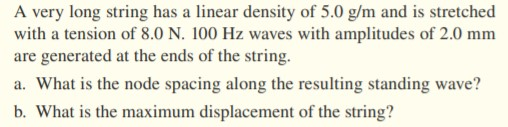 A very long string has a linear density of 5.0 g/m and is stretched
with a tension of 8.0 N. 100 Hz waves with amplitudes of 2.0 mm
are generated at the ends of the string.
a. What is the node spacing along the resulting standing wave?
b. What is the maximum displacement of the string?